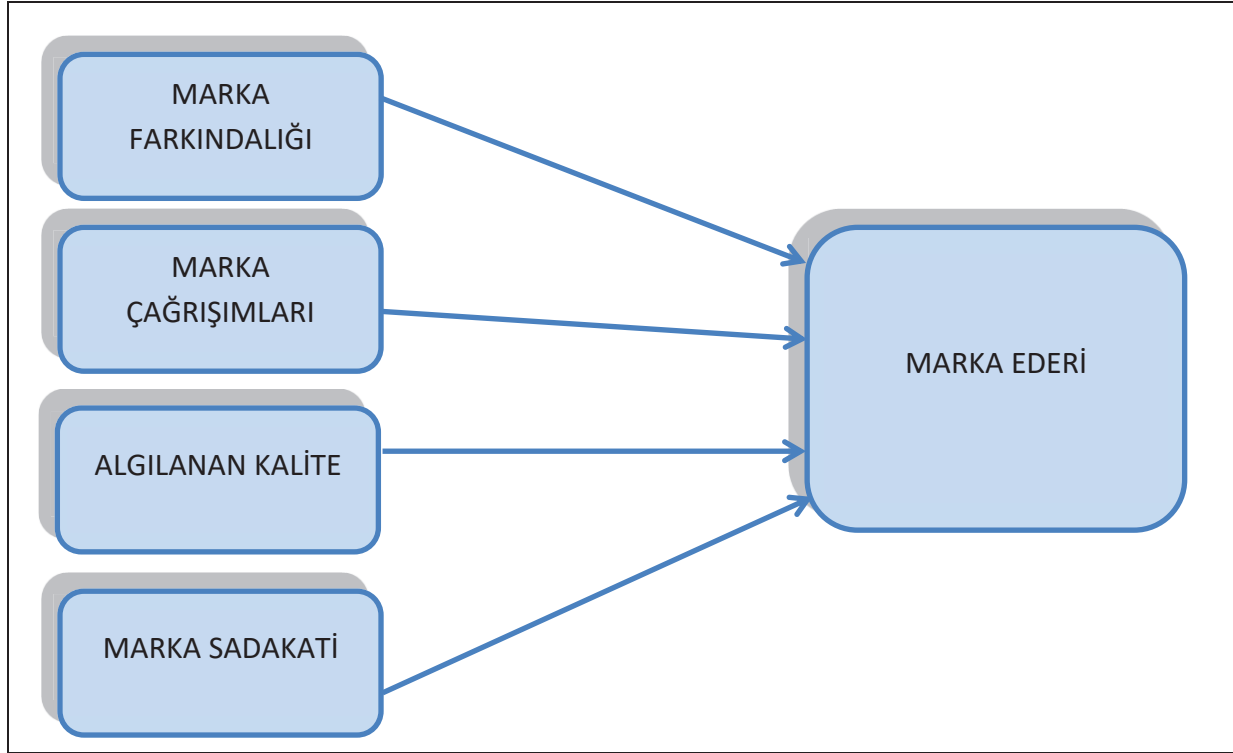 MARKA
FARKINDALIĞI
MARKA
ÇAĞRIŞIMLARI
ALGILANAN KALİTE
MARKA SADAKATİ
MARKA EDERİ